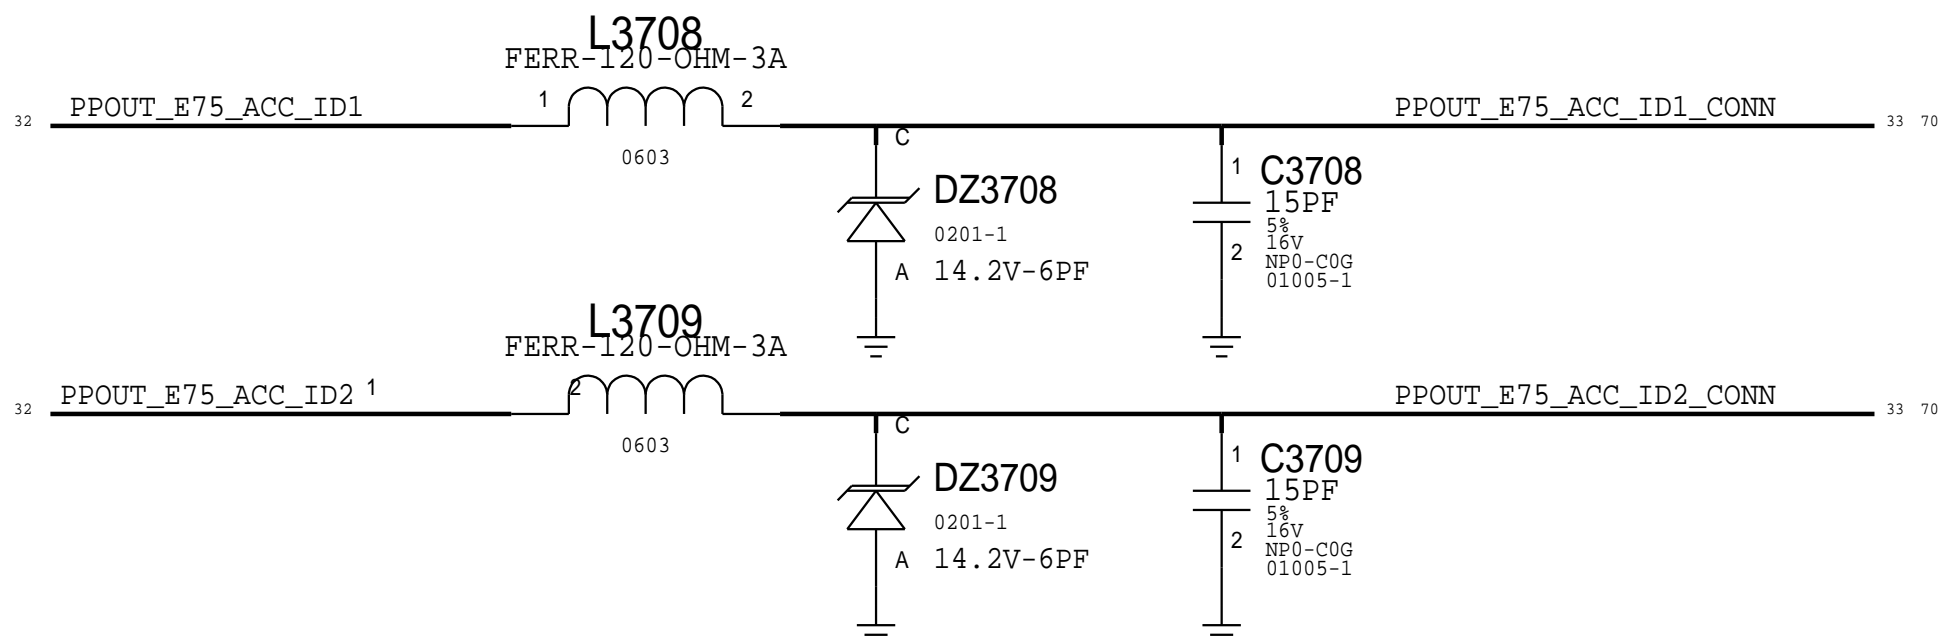 L3708
FERR-120-OHM-3A
32 PPOUT_E75_ACC_ID1 1 2 PPOUT_E75_ACC_ID1_CONN 33 70
0603
C
1 C3708
DZ3708 15PF
5%
0201-1 16V
2 NP0-C0G
A 14.2V-6PF 01005-1
L3709
FERR-120-OHM-3A
32 PPOUT_E75_ACC_ID2 1 2 PPOUT_E75_ACC_ID2_CONN 33 70
0603
C
1 C3709
DZ3709 15PF
5%
0201-1 16V
2 NP0-C0G
A 14.2V-6PF 01005-1